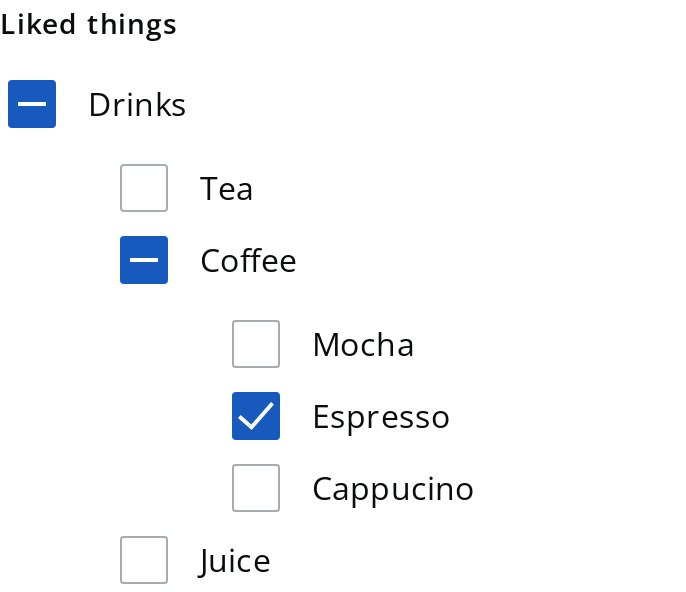 Liked things
Drinks
Tea
Coffee
Mocha
Espresso
Cappucino
Juice